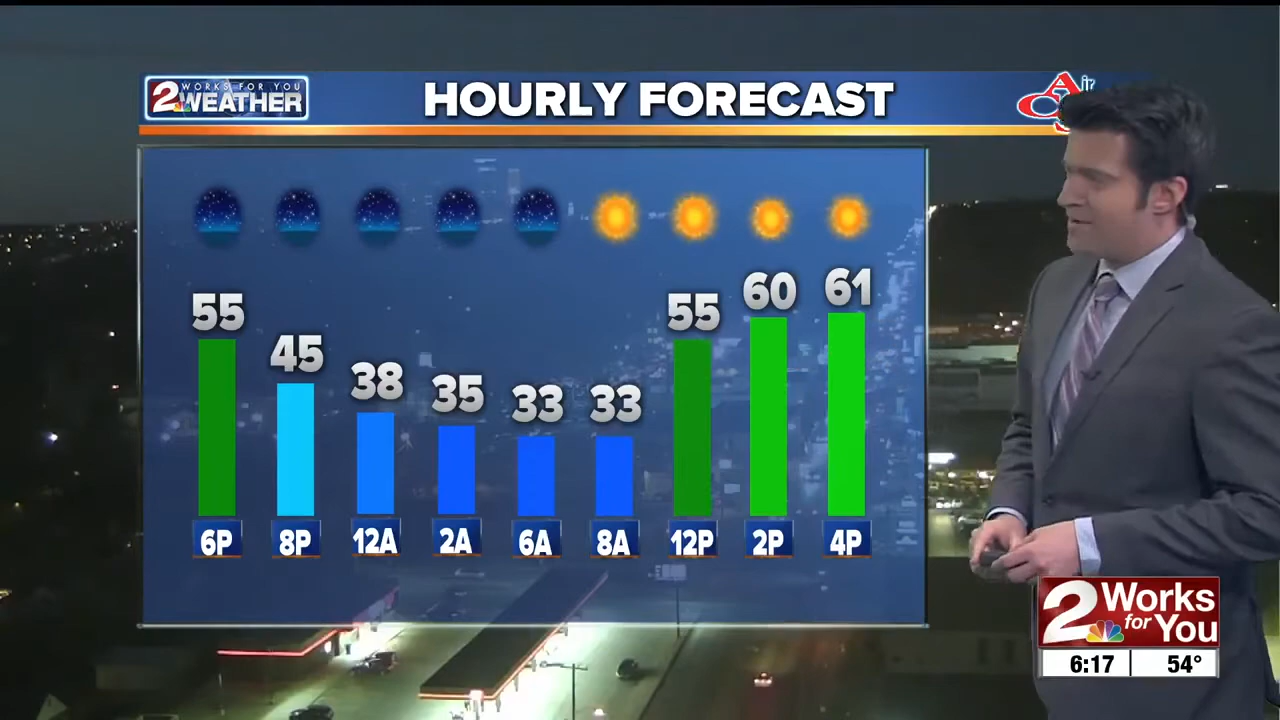 2 WORKS FOR YOU
WEATHER
HOURLY FORECAST
Air
55 45 38 35 33 33 55 60 61
6P 8P 12A 2A 6A 8A 12P 2P 4P
2 Works
for You
6:17 54°